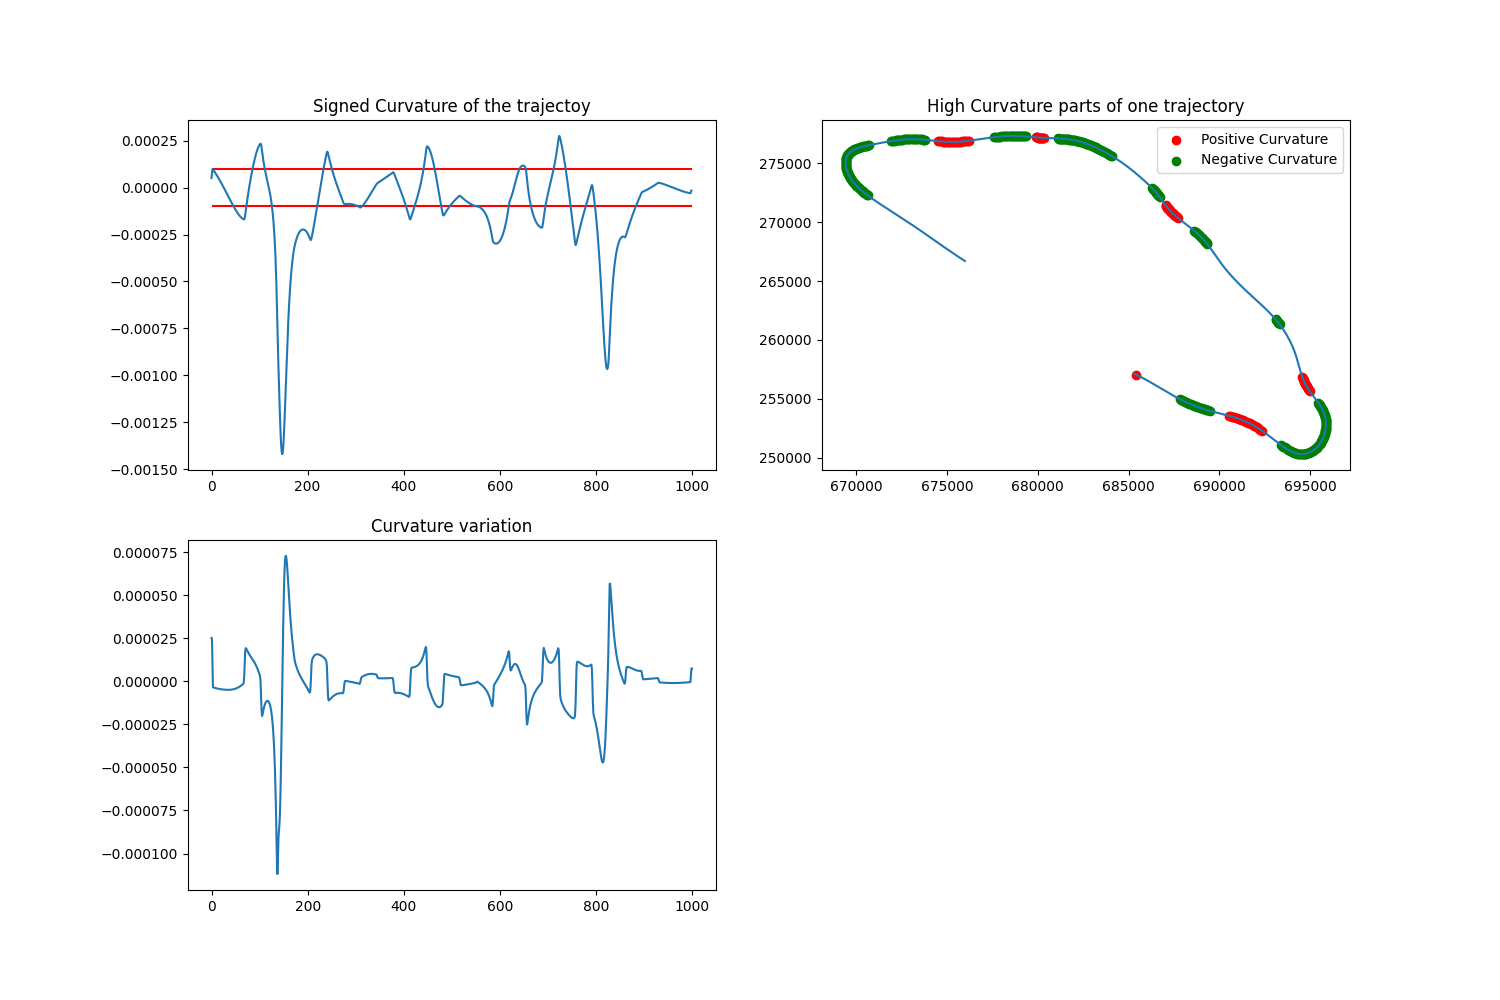 Signed Curvature of the trajectoy
0.00025
0.00000
−0.00025
−0.00050
−0.00075
−0.00100
−0.00125
−0.00150
0 200 400 600 800 1000
High Curvature parts of one trajectory
Positive Curvature
Negative Curvature
275000
270000
265000
260000
255000
250000
670000 675000 680000 685000 690000 695000
Curvature variation
0.000075
0.000050
0.000025
0.000000
−0.000025
−0.000050
−0.000075
−0.000100
0 200 400 600 800 1000